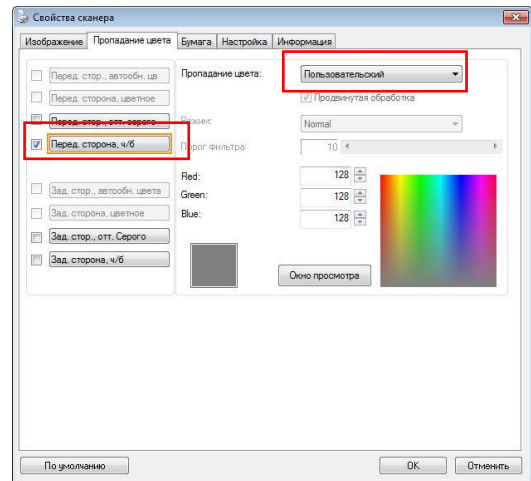 Свойства сканера
Изображение Пропадание цвета Бумага Настройка Информация
Перед. стор., автообн. цв
Перед. сторона, цветное
Перед. стор., отт. серого
Перед. сторона, ч/б
Зад. стор., автообн. цвета
Зад. сторона, цветное
Зад. стор., отт. Серого
Зад. сторона, ч/б
Пропадание цвета: Пользовательский
Продвинутая обработка
Режим: Normal
Порог фильтра: 10
Red: 128
Green: 128
Blue: 128
Окно просмотра
По умолчанию OK Отменить